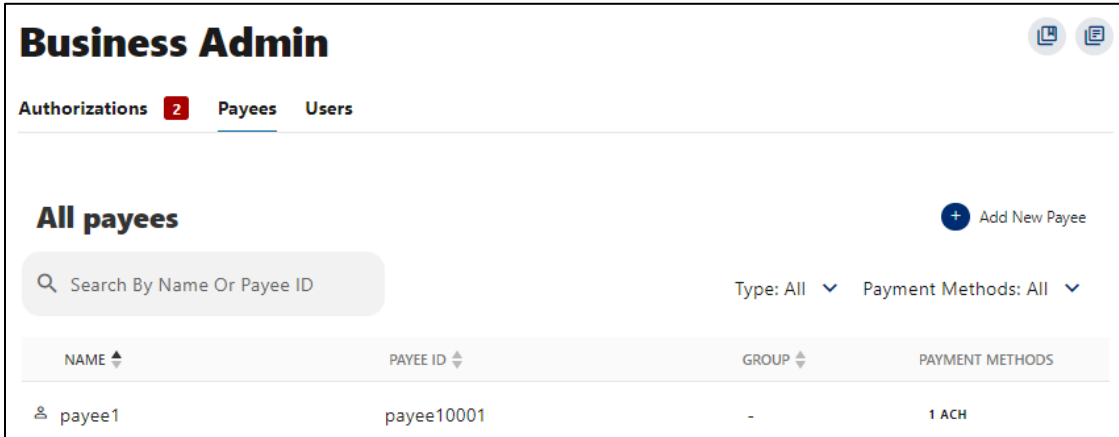 Business Admin
Authorizations 2 Payees Users
All payees
Add New Payee
Search By Name Or Payee ID
Type: All Payment Methods: All
NAME PAYEE ID GROUP PAYMENT METHODS
payee1 payee10001 - 1 ACH